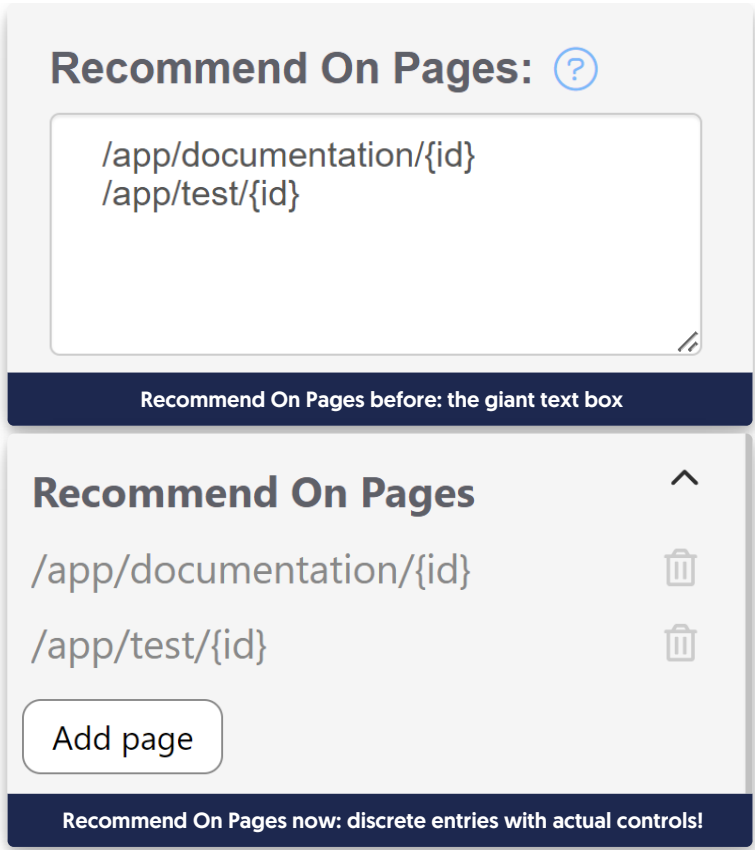 Recommend On Pages: ?
/app/documentation/{id}
/app/test/{id}
Recommend On Pages before: the giant text box
Recommend On Pages
/app/documentation/{id}
/app/test/{id}
Add page
Recommend On Pages now: discrete entries with actual controls!